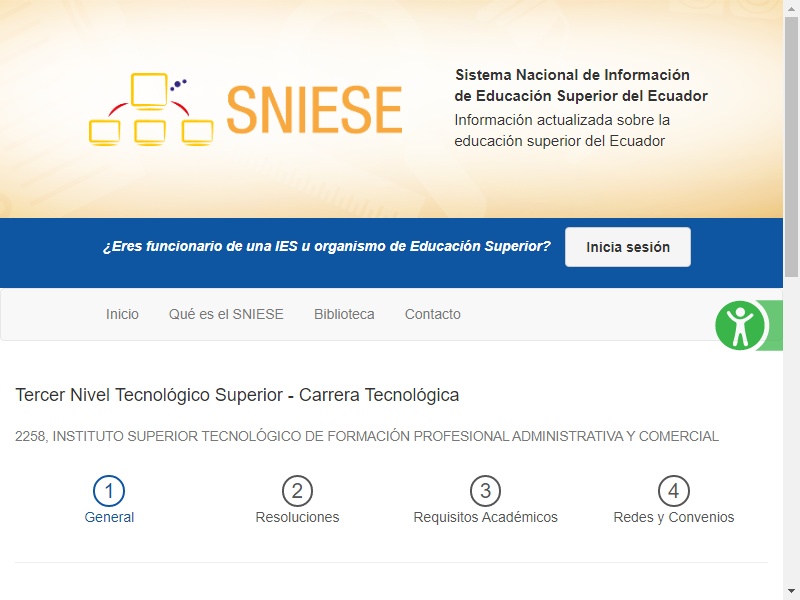 SNIESE
Sistema Nacional de Información
de Educación Superior del Ecuador
Información actualizada sobre la
educación superior del Ecuador
¿Eres funcionario de una IES u organismo de Educación Superior?
Inicia sesión
Inicio
Qué es el SNIESE
Biblioteca
Contacto
Tercer Nivel Tecnológico Superior - Carrera Tecnológica
2258, INSTITUTO SUPERIOR TECNOLÓGICO DE FORMACIÓN PROFESIONAL ADMINISTRATIVA Y COMERCIAL
1
General
2
Resoluciones
3
Requisitos Académicos
4
Redes y Convenios